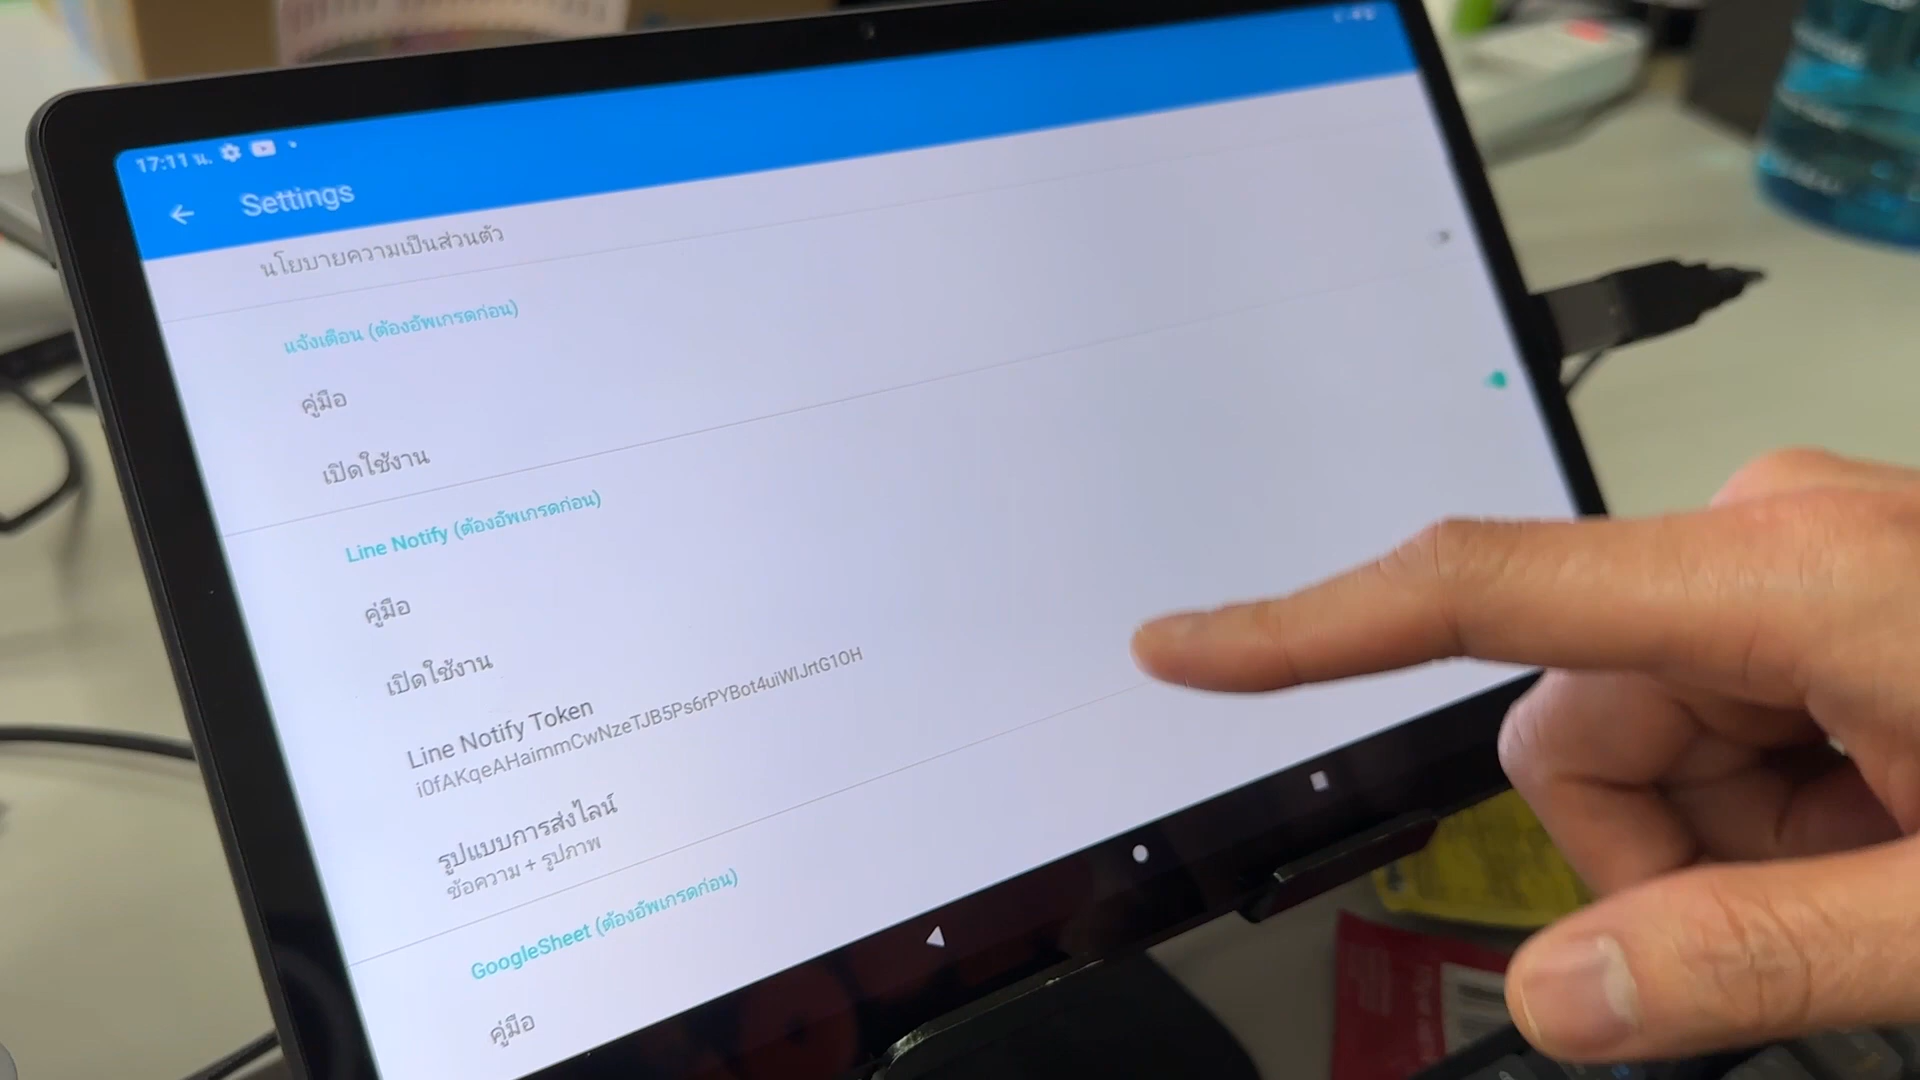 17:11 น.
Settings
นโยบายความเป็นส่วนตัว
แจ้งเตือน (ต้องอัพเกรดก่อน)
คู่มือ
เปิดใช้งาน
Line Notify (ต้องอัพเกรดก่อน)
คู่มือ
เปิดใช้งาน
Line Notify Token
i0fAKqeAHaimmCwNzeTJB5Ps6rPYBot4uiWIJrtG1OH
รูปแบบการส่งไลน์
ข้อความ + รูปภาพ
GoogleSheet (ต้องอัพเกรดก่อน)
คู่มือ